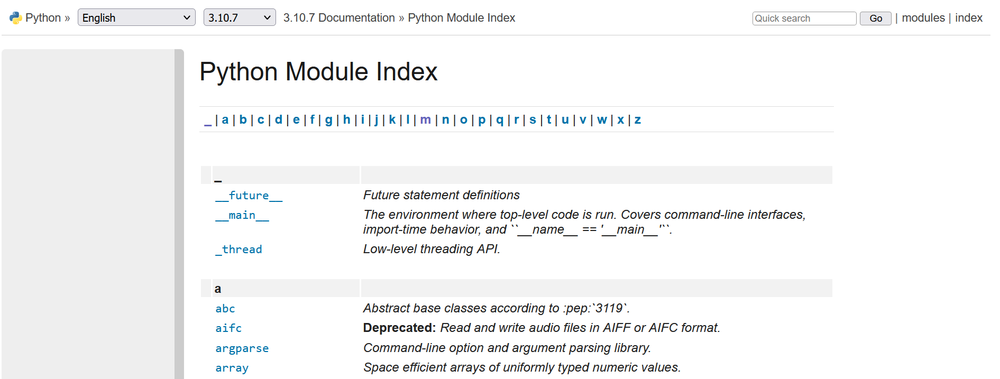 Python » English 3.10.7 3.10.7 Documentation » Python Module Index Quick search Go | modules | index
Python Module Index
_ | a | b | c | d | e | f | g | h | i | j | k | l | m | n | o | p | q | r | s | t | u | v | w | x | z
_
__future__ Future statement definitions
__main__ The environment where top-level code is run. Covers command-line interfaces,
import-time behavior, and ``__name__ == '__main__'``.
_thread Low-level threading API.
a
abc Abstract base classes according to :pep:`3119`.
aifc Deprecated: Read and write audio files in AIFF or AIFC format.
argparse Command-line option and argument parsing library.
array Space efficient arrays of uniformly typed numeric values.